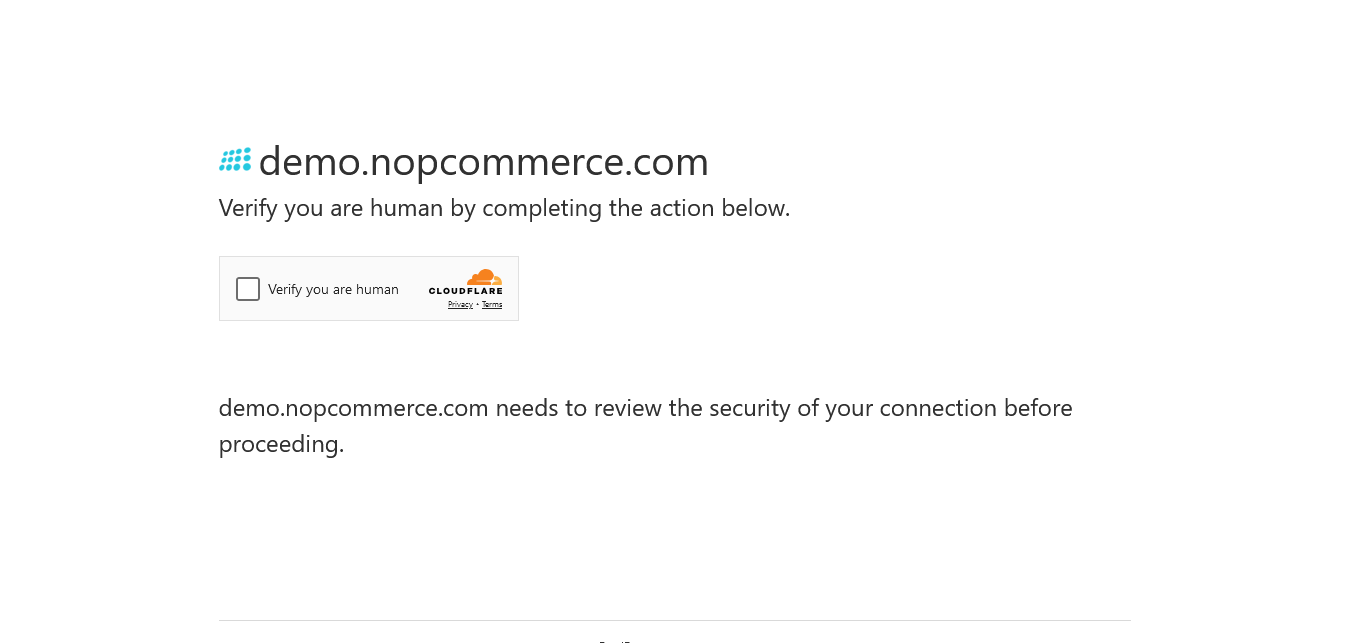 demo.nopcommerce.com
Verify you are human by completing the action below.
Verify you are human
CLOUDFLARE
Privacy • Terms
demo.nopcommerce.com needs to review the security of your connection before
proceeding.